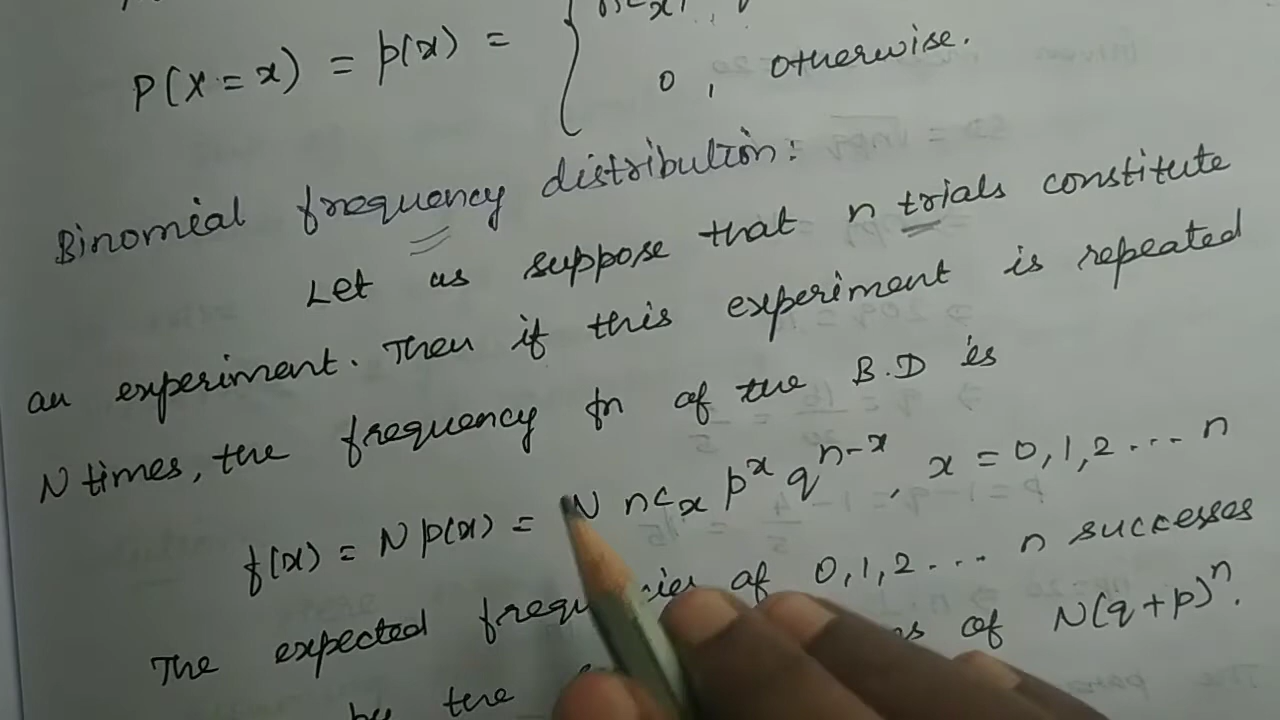 P(X=x) = p(x) = {
0, otherwise.
Binomial frequency distribution:
Let us suppose that n trials constitute
an experiment. Then if this experiment is repeated
N times, the frequency fn of the B.D is
f(x) = N p(x) = N nCx p^x q^(n-x), x = 0,1,2 ... n
The expected of 0,1,2 ... n successes
by the of N(q+p)^n.